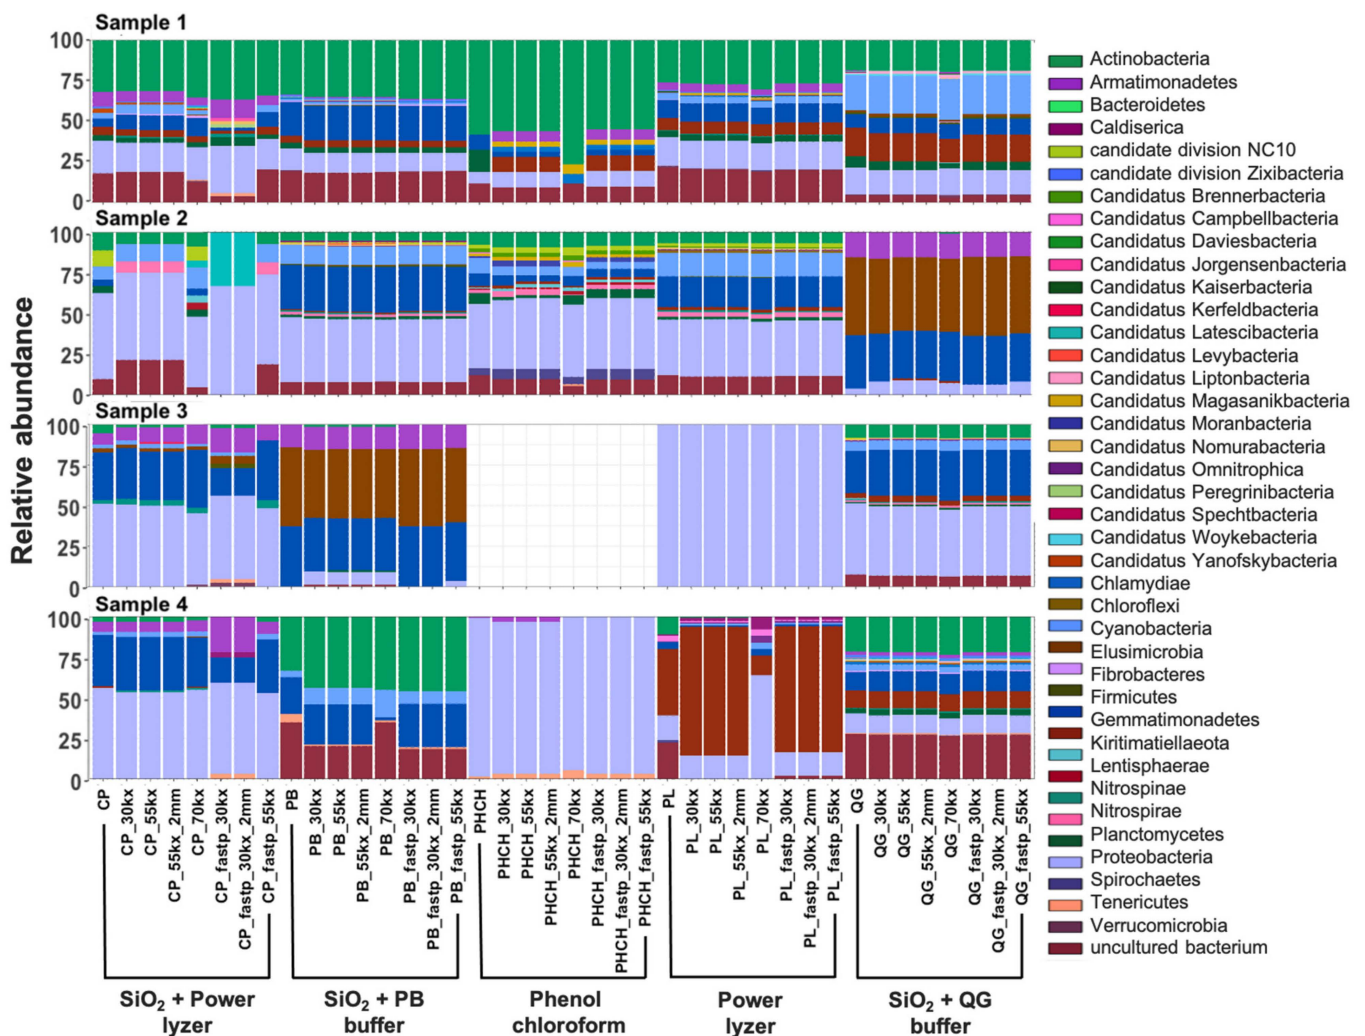 Sample 1
100
75
50
25
0
Sample 2
100
75
50
25
0
Sample 3
100
75
50
25
0
Sample 4
100
75
50
25
0
Relative abundance
Actinobacteria
Armatimonadetes
Bacteroidetes
Caldiserica
candidate division NC10
candidate division Zixibacteria
Candidatus Brennerbacteria
Candidatus Campbellbacteria
Candidatus Daviesbacteria
Candidatus Jorgensenbacteria
Candidatus Kaiserbacteria
Candidatus Kerfeldbacteria
Candidatus Latescibacteria
Candidatus Levybacteria
Candidatus Liptonbacteria
Candidatus Magasanikbacteria
Candidatus Moranbacteria
Candidatus Nomurabacteria
Candidatus Omnitrophica
Candidatus Peregrinibacteria
Candidatus Spechtbacteria
Candidatus Woykebacteria
Candidatus Yanofskybacteria
Chlamydiae
Chloroflexi
Cyanobacteria
Elusimicrobia
Fibrobacteres
Firmicutes
Gemmatimonadetes
Kiritimatiellaeota
Lentisphaerae
Nitrospinae
Nitrospirae
Planctomycetes
Proteobacteria
Spirochaetes
Tenericutes
Verrucomicrobia
uncultured bacterium
CP
CP_30kx
CP_55kx
CP_55kx_2mm
CP_70kx
CP_fastp_30kx
CP_fastp_30kx_2mm
CP_fastp_55kx
PB
PB_30kx
PB_55kx
PB_55kx_2mm
PB_70kx
PB_fastp_30kx
PB_fastp_30kx_2mm
PB_fastp_55kx
PHCH
PHCH_30kx
PHCH_55kx
PHCH_55kx_2mm
PHCH_70kx
PHCH_fastp_30kx
PHCH_fastp_30kx_2mm
PHCH_fastp_55kx
PL
PL_30kx
PL_55kx
PL_55kx_2mm
PL_70kx
PL_fastp_30kx
PL_fastp_30kx_2mm
PL_fastp_55kx
QG
QG_30kx
QG_55kx
QG_55kx_2mm
QG_70kx
QG_fastp_30kx
QG_fastp_30kx_2mm
QG_fastp_55kx
SiO₂ + Power
lyzer
SiO₂ + PB
buffer
Phenol
chloroform
Power
lyzer
SiO₂ + QG
buffer